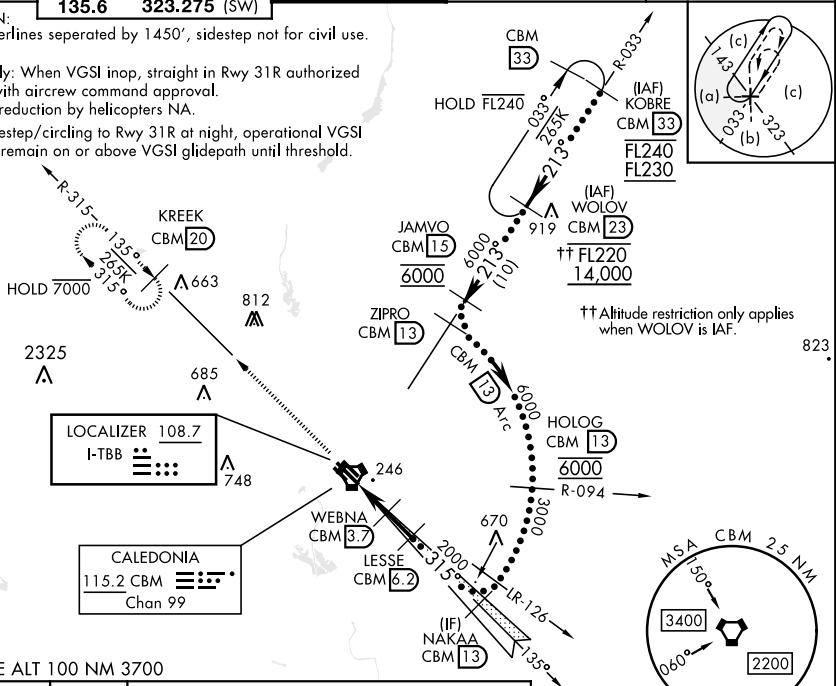 135.6 323.275 (SW)
N:
erlines seperated by 1450', sidestep not for civil use.
ly: When VGSI inop, straight in Rwy 31R authorized
ith aircrew command approval.
reduction by helicopters NA.
estep/circling to Rwy 31R at night, operational VGSI
remain on or above VGSI glidepath until threshold.
CBM
33
R-033
HOLD FL240
033°
265K
213°
(IAF)
KOBRE
CBM 33
FL240
FL230
(c)
143
(a)
(c)
033
(b)
323
R-315
KREEK
CBM 20
135°
265K
315°
HOLD 7000
663
812
2325
685
JAMVO
CBM 15
6000
6000
213°
(10)
919
(IAF)
WOLOV
CBM 23
†† FL220
14,000
††Altitude restriction only applies
when WOLOV is IAF.
823
ZIPRO
CBM 13
CBM 13 Arc
6000
HOLOG
CBM 13
6000
R-094
3000
LOCALIZER 108.7
I-TBB
748
246
WEBNA
CBM 3.7
LESSE
CBM 6.2
670
2000
315°
LR-126
(IF)
NAKAA
CBM 13
135°
CALEDONIA
115.2 CBM
Chan 99
MSA CBM 25 NM
150°
3400
060°
2200
E ALT 100 NM 3700